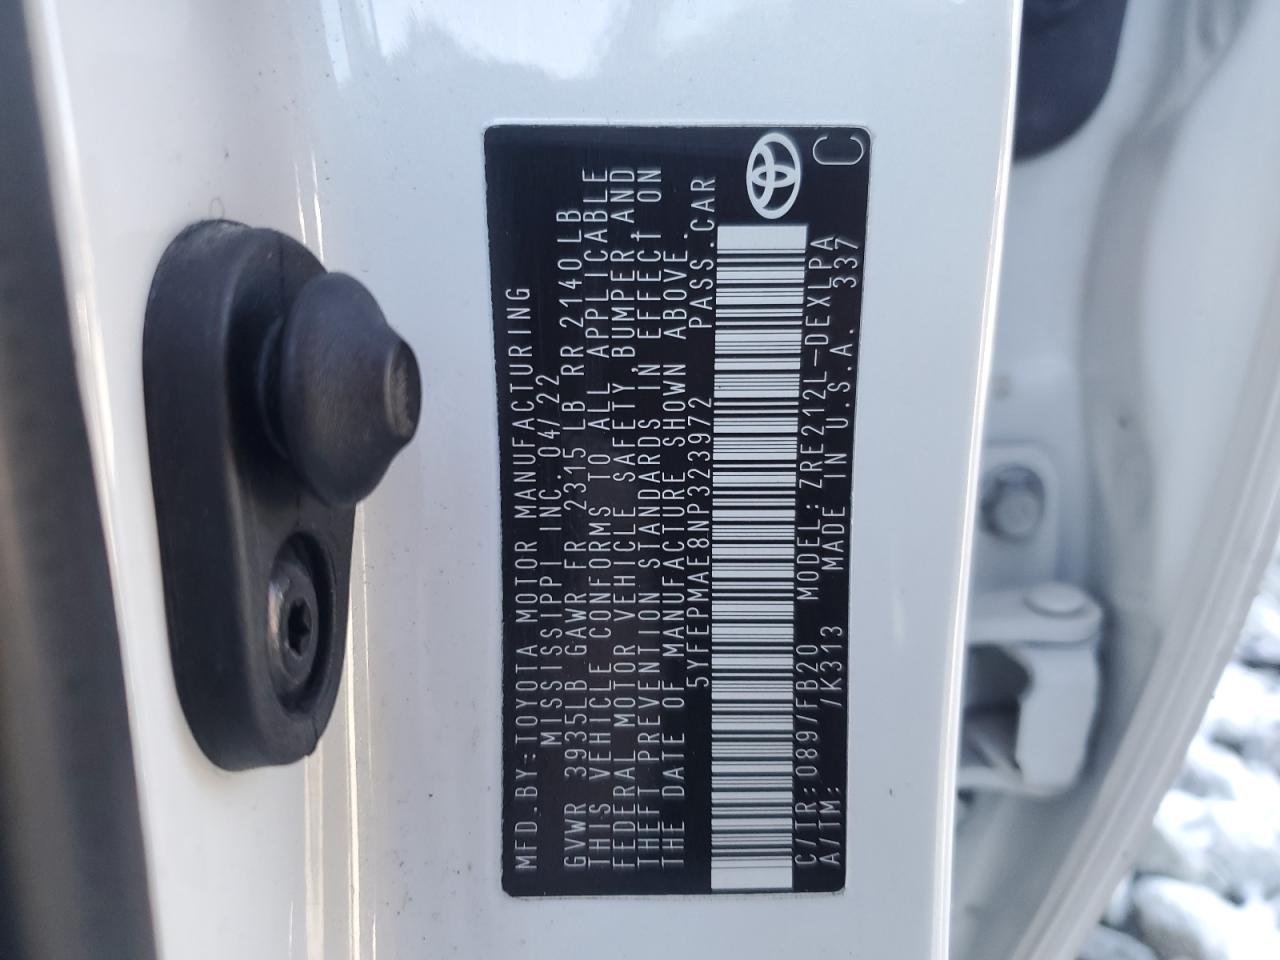 MFD.BY:TOYOTA MOTOR MANUFACTURING
MISSISSIPPI INC.04/22
GVWR 3935LB GAWR FR 2315 LB RR 2140LB
THIS VEHICLE CONFORMS TO ALL APPLICABLE
FEDERAL MOTOR VEHICLE SAFETY,BUMPER,AND
THEFT PREVENTION STANDARDS IN EFFECT ON
THE DATE OF MANUFACTURE SHOWN ABOVE.
5YFEPMAE8NP323972 PASS.CAR
C/TR:089/FB20 MODEL:ZRE212L-DEXLPA
A/TM: /K313 MADE IN U.S.A. 337
C